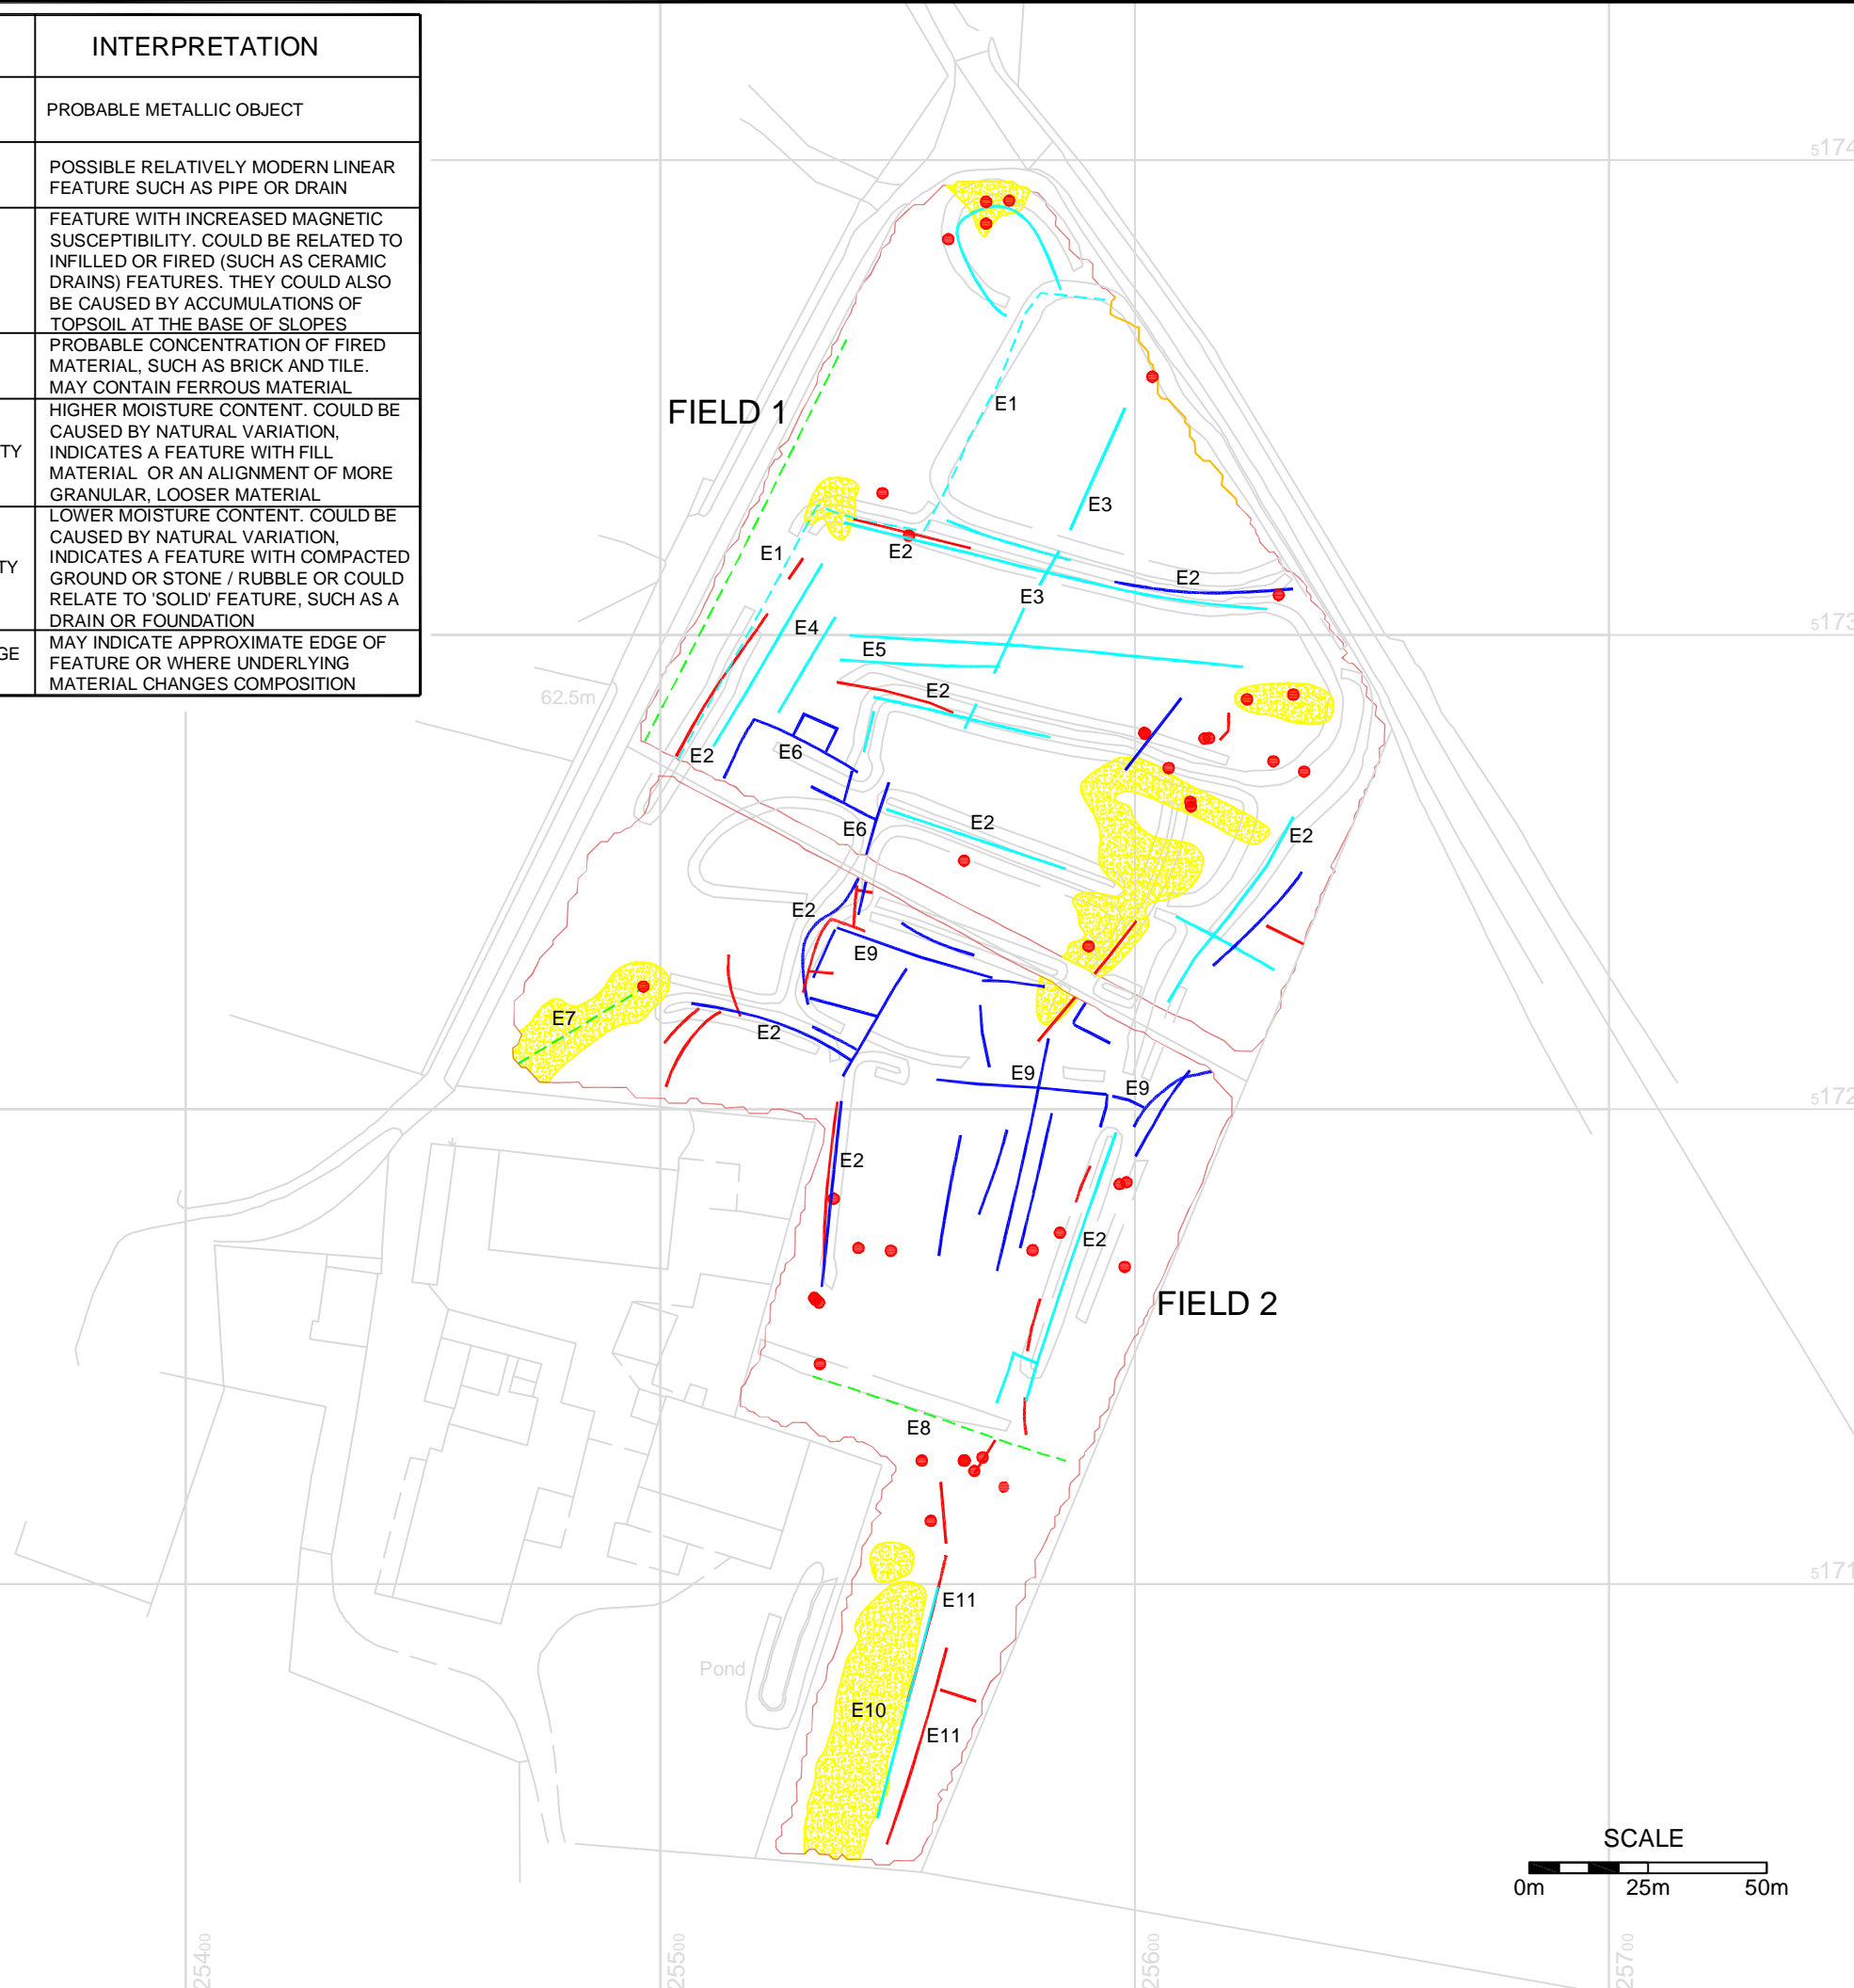 INTERPRETATION
PROBABLE METALLIC OBJECT
POSSIBLE RELATIVELY MODERN LINEAR
FEATURE SUCH AS PIPE OR DRAIN
FEATURE WITH INCREASED MAGNETIC
SUSCEPTIBILITY. COULD BE RELATED TO
INFILLED OR FIRED (SUCH AS CERAMIC
DRAINS) FEATURES. THEY COULD ALSO
BE CAUSED BY ACCUMULATIONS OF
TOPSOIL AT THE BASE OF SLOPES
PROBABLE CONCENTRATION OF FIRED
MATERIAL, SUCH AS BRICK AND TILE.
MAY CONTAIN FERROUS MATERIAL
TY
HIGHER MOISTURE CONTENT. COULD BE
CAUSED BY NATURAL VARIATION,
INDICATES A FEATURE WITH FILL
MATERIAL OR AN ALIGNMENT OF MORE
GRANULAR, LOOSER MATERIAL
TY
LOWER MOISTURE CONTENT. COULD BE
CAUSED BY NATURAL VARIATION,
INDICATES A FEATURE WITH COMPACTED
GROUND OR STONE / RUBBLE OR COULD
RELATE TO 'SOLID' FEATURE, SUCH AS A
DRAIN OR FOUNDATION
GE
MAY INDICATE APPROXIMATE EDGE OF
FEATURE OR WHERE UNDERLYING
MATERIAL CHANGES COMPOSITION
5174
FIELD 1
E1
E3
E2
E1
E2
E3
5173
E4
E5
E2
62.5m
E6
E2
E2
E6
E2
E2
E9
E7
E2
E9
E9
5172
E2
E2
FIELD 2
E8
5171
E11
Pond
E10
E11
SCALE
0m 25m 50m
25400
25500
25600
25700